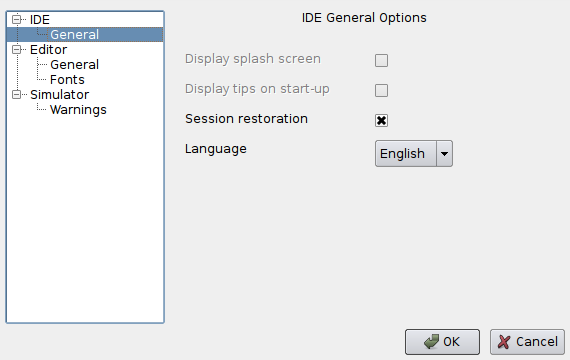 IDE
General
Editor
General
Fonts
Simulator
Warnings
IDE General Options
Display splash screen
Display tips on start-up
Session restoration
Language
English
OK
Cancel